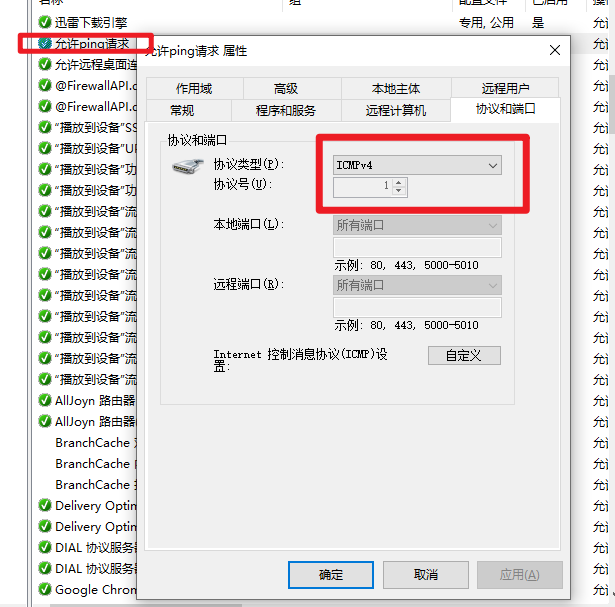 名称 组 配置文件 已启用
迅雷下载引擎 专用, 公用 是 允
允许ping请求 允
允许远程桌面连 允
@FirewallAPI.d 允
@FirewallAPI.d 允
“播放到设备”SS 允
“播放到设备”UP 允
“播放到设备”功 允
“播放到设备”功 允
“播放到设备”流 允
“播放到设备”流 允
“播放到设备”流 允
“播放到设备”流 允
“播放到设备”流 允
“播放到设备”流 允
“播放到设备”流 允
“播放到设备”流 允
“播放到设备”流 允
AllJoyn 路由器 允
AllJoyn 路由器 允
BranchCache 允
BranchCache 允
BranchCache 允
Delivery Optim 允
Delivery Optim 允
DIAL 协议服务器 允
DIAL 协议服务器 允
Google Chrom 允
允许ping请求 属性
作用域 高级 本地主体 远程用户
常规 程序和服务 远程计算机 协议和端口
协议和端口
协议类型(P): ICMPv4
协议号(U): 1
本地端口(L): 所有端口
示例: 80, 443, 5000-5010
远程端口(R): 所有端口
示例: 80, 443, 5000-5010
Internet 控制消息协议(ICMP)设
置: 自定义
确定 取消 应用(A)